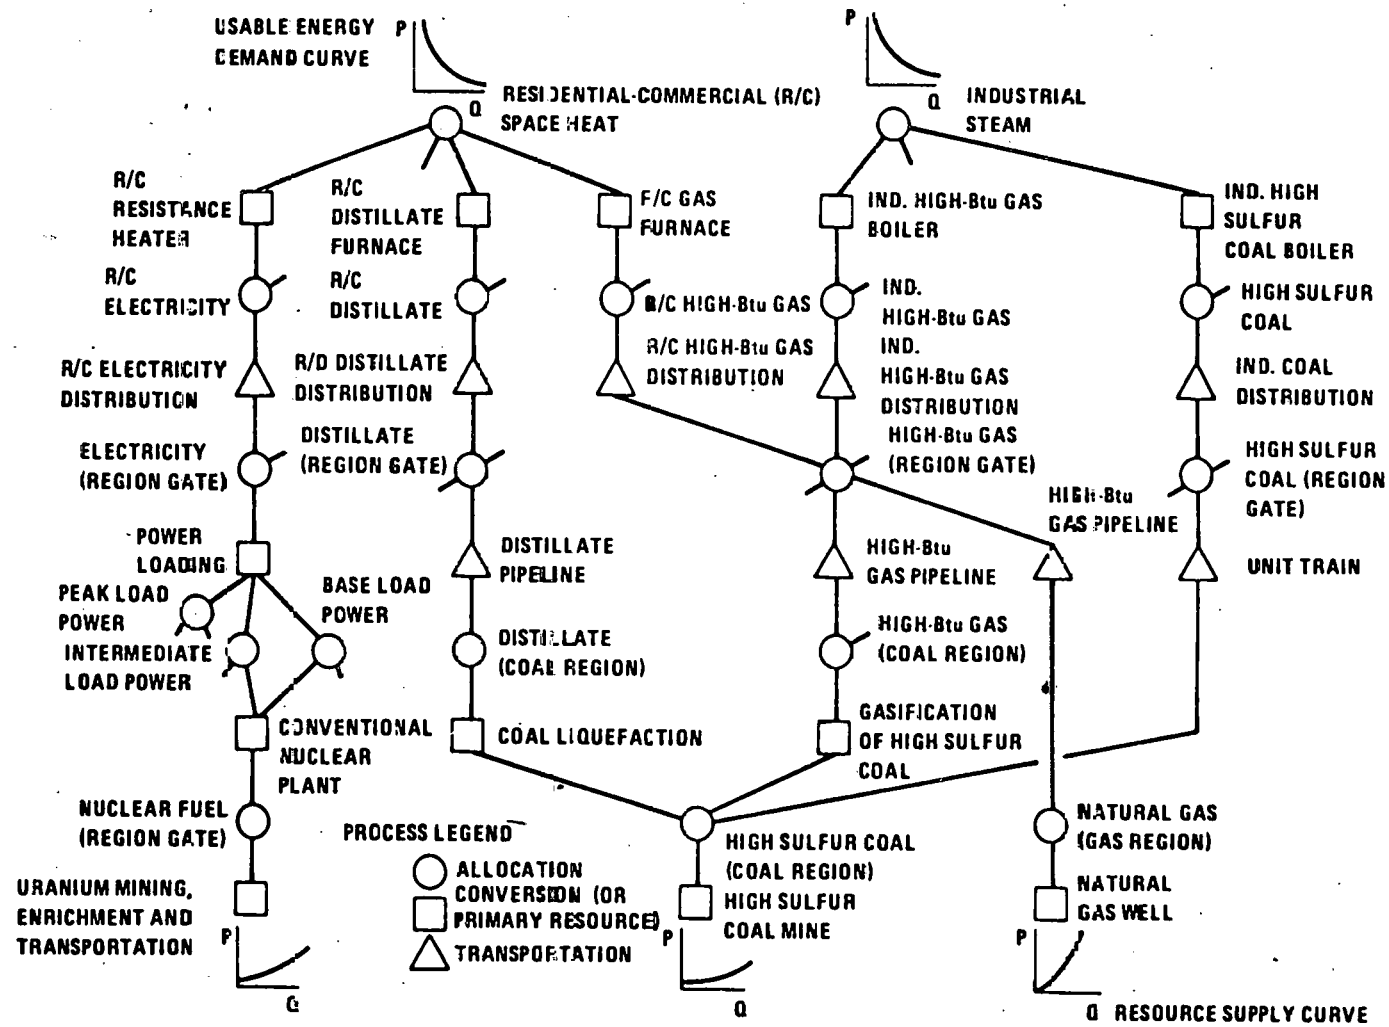 USABLE ENERGY
DEMAND CURVE
P
Q
RESIDENTIAL-COMMERCIAL (R/C)
SPACE HEAT
P
Q
INDUSTRIAL
STEAM
R/C
RESISTANCE
HEATER
R/C
DISTILLATE
FURNACE
F/C GAS
FURNACE
IND. HIGH-Btu GAS
BOILER
IND. HIGH
SULFUR
COAL BOILER
R/C
ELECTRICITY
R/C
DISTILLATE
R/C HIGH-Btu GAS
IND.
HIGH-Btu GAS
HIGH SULFUR
COAL
R/C ELECTRICITY
DISTRIBUTION
R/D DISTILLATE
DISTRIBUTION
R/C HIGH-Btu GAS
DISTRIBUTION
IND.
HIGH-Btu GAS
DISTRIBUTION
IND. COAL
DISTRIBUTION
ELECTRICITY
(REGION GATE)
DISTILLATE
(REGION GATE)
HIGH-Btu GAS
(REGION GATE)
HIGH-Btu
GAS PIPELINE
HIGH SULFUR
COAL (REGION
GATE)
POWER
LOADING
DISTILLATE
PIPELINE
HIGH-Btu
GAS PIPELINE
UNIT TRAIN
PEAK LOAD
POWER
BASE LOAD
POWER
INTERMEDIATE
LOAD POWER
DISTILLATE
(COAL REGION)
HIGH-Btu GAS
(COAL REGION)
CONVENTIONAL
NUCLEAR
PLANT
COAL LIQUEFACTION
GASIFICATION
OF HIGH SULFUR
COAL
NUCLEAR FUEL
(REGION GATE)
HIGH SULFUR COAL
(COAL REGION)
NATURAL GAS
(GAS REGION)
URANIUM MINING,
ENRICHMENT AND
TRANSPORTATION
PROCESS LEGEND
ALLOCATION
CONVERSION (OR
PRIMARY RESOURCE)
TRANSPORTATION
HIGH SULFUR
COAL MINE
NATURAL
GAS WELL
P
Q
P
Q
P
Q
RESOURCE SUPPLY CURVE